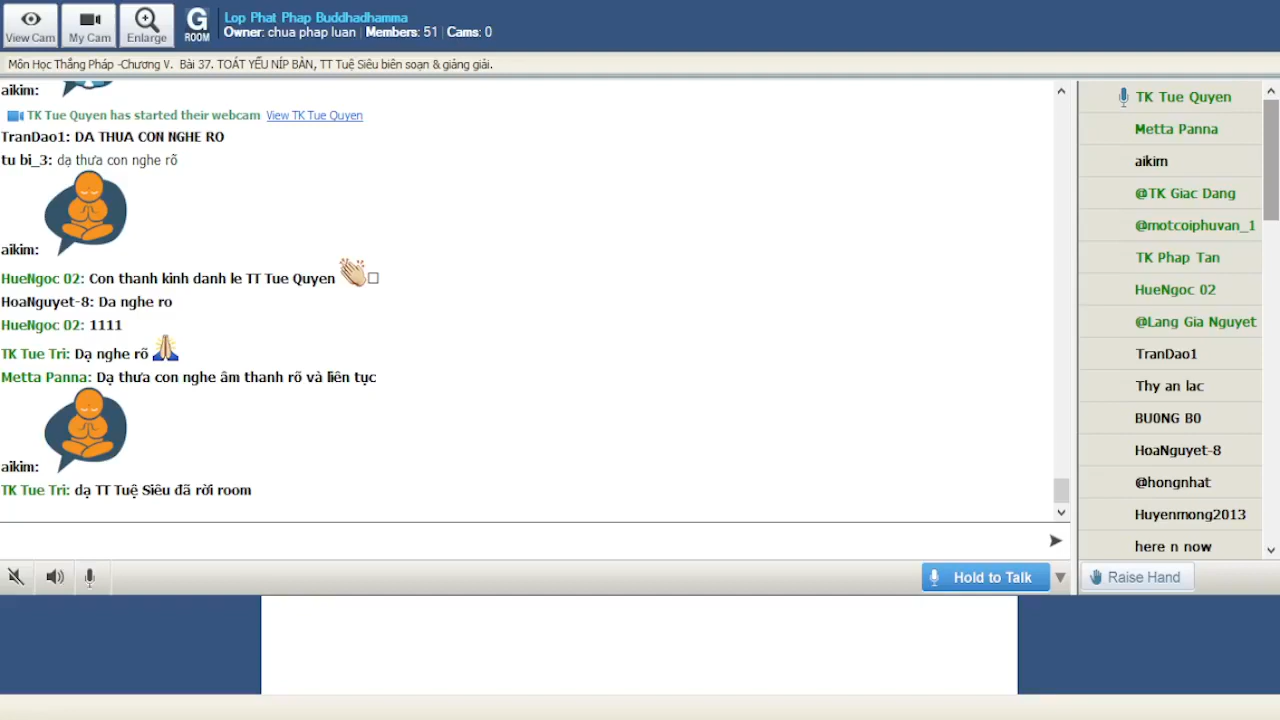 View Cam
My Cam
Enlarge
G
ROOM
Lop Phat Phap Buddhadhamma
Owner: chua phap luan | Members: 51 | Cams: 0
Môn Học Thắng Pháp -Chương V.  Bài 37. TOÁT YẾU NÍP BÀN, TT Tuệ Siêu biên soạn & giảng giải.
aikim:
TK Tue Quyen has started their webcam View TK Tue Quyen
TranDao1: DA THUA CON NGHE RO
tu bi_3: dạ thưa con nghe rõ
aikim:
HueNgoc 02: Con thanh kinh danh le TT Tue Quyen 👏□
HoaNguyet-8: Da nghe ro
HueNgoc 02: 1111
TK Tue Tri: Dạ nghe rõ 🙏
Metta Panna: Dạ thưa con nghe âm thanh rõ và liên tục
aikim:
TK Tue Tri: dạ TT Tuệ Siêu đã rời room
TK Tue Quyen
Metta Panna
aikim
@TK Giac Dang
@motcoiphuvan_1
TK Phap Tan
HueNgoc 02
@Lang Gia Nguyet
TranDao1
Thy an lac
BU0NG B0
HoaNguyet-8
@hongnhat
Huyenmong2013
here n now
Hold to Talk
Raise Hand